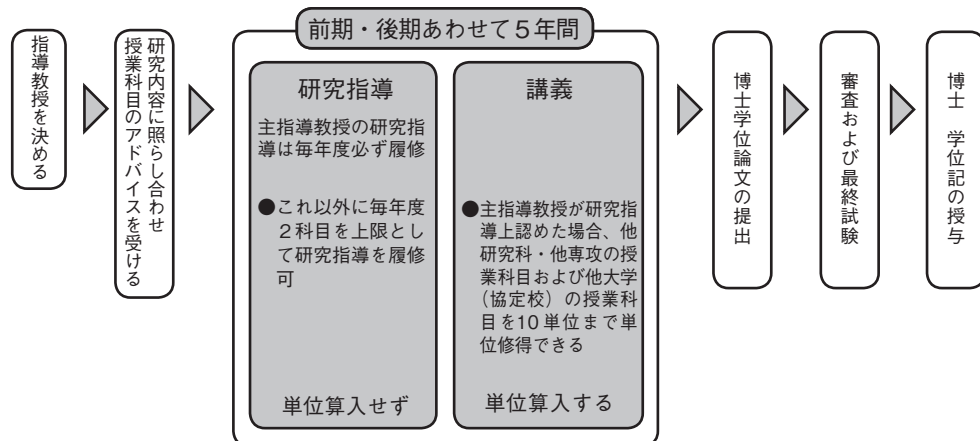 指導教授を決める
研究内容に照らし合わせ
授業科目のアドバイスを受ける
前期・後期あわせて5年間
研究指導
主指導教授の研究指
導は毎年度必ず履修
●これ以外に毎年度
2科目を上限とし
て研究指導を履修
可
単位算入せず
講義
●主指導教授が研究指
導上認めた場合、他
研究科・他専攻の授
業科目および他大学
(協定校)の授業科
目を10単位まで単
位修得できる
単位算入する
博士学位論文の提出
審査および最終試験
博士 学位記の授与